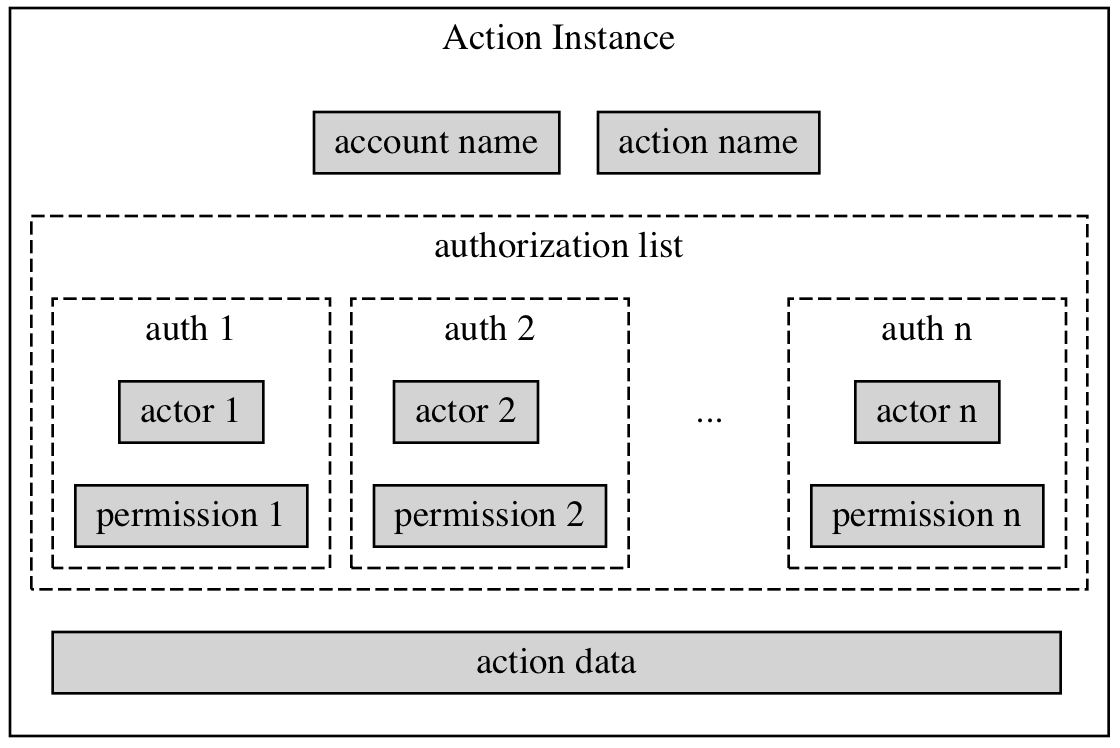 Action Instance
account name action name
authorization list
auth 1 auth 2 auth n
actor 1 actor 2 ... actor n
permission 1 permission 2 permission n
action data